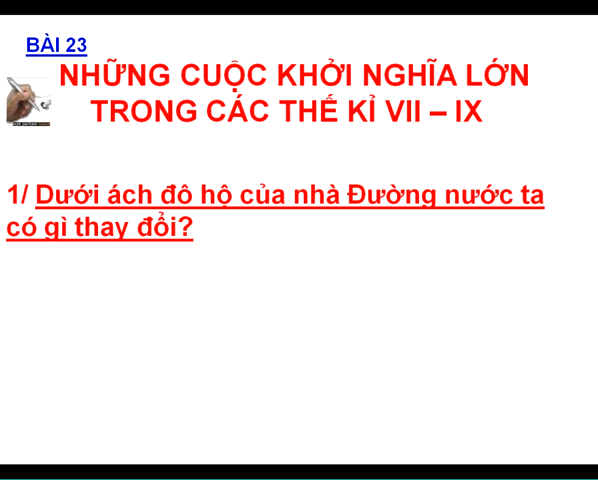 BÀI 23
NHỮNG CUỘC KHỞI NGHĨA LỚN
TRONG CÁC THẾ KỈ VII – IX
1/ Dưới ách đô hộ của nhà Đường nước ta
có gì thay đổi?